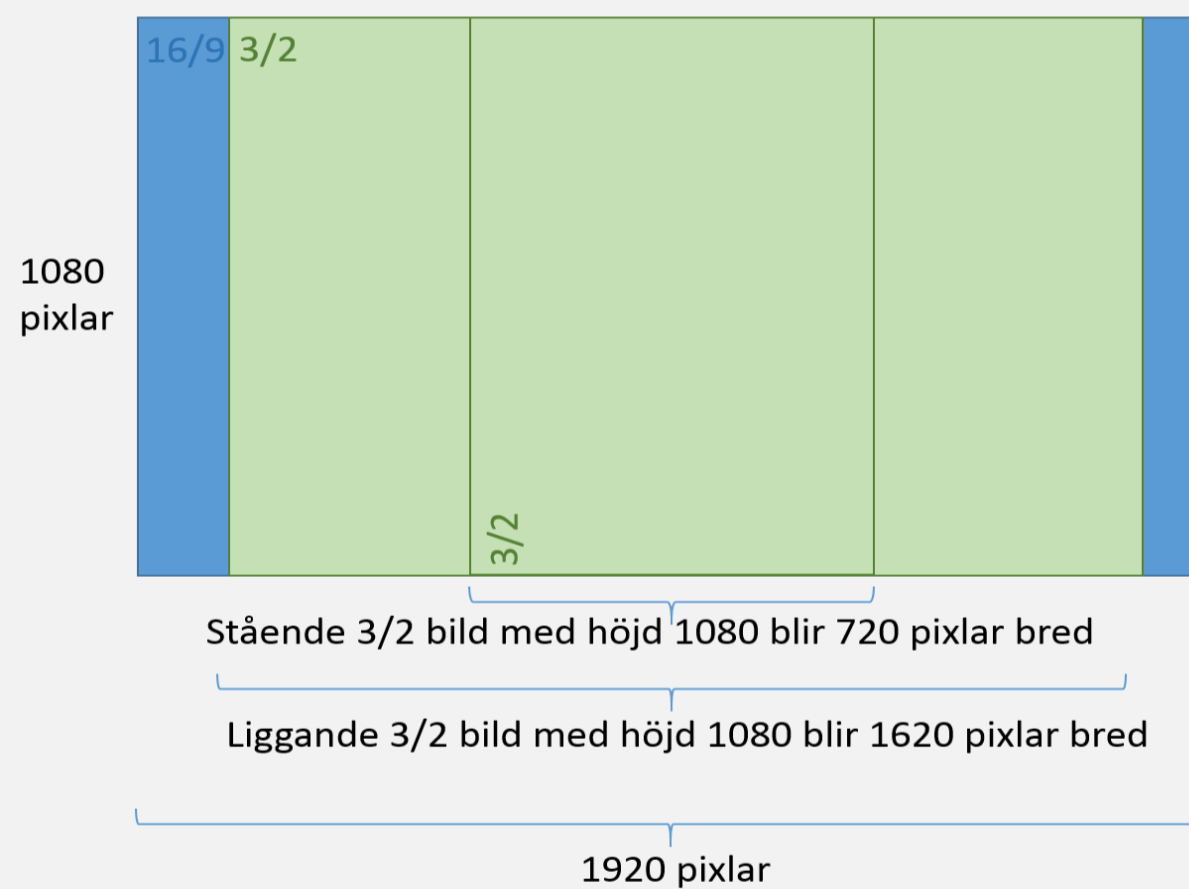 16/9 3/2
1080
pixlar
3/2
Stående 3/2 bild med höjd 1080 blir 720 pixlar bred
Liggande 3/2 bild med höjd 1080 blir 1620 pixlar bred
1920 pixlar